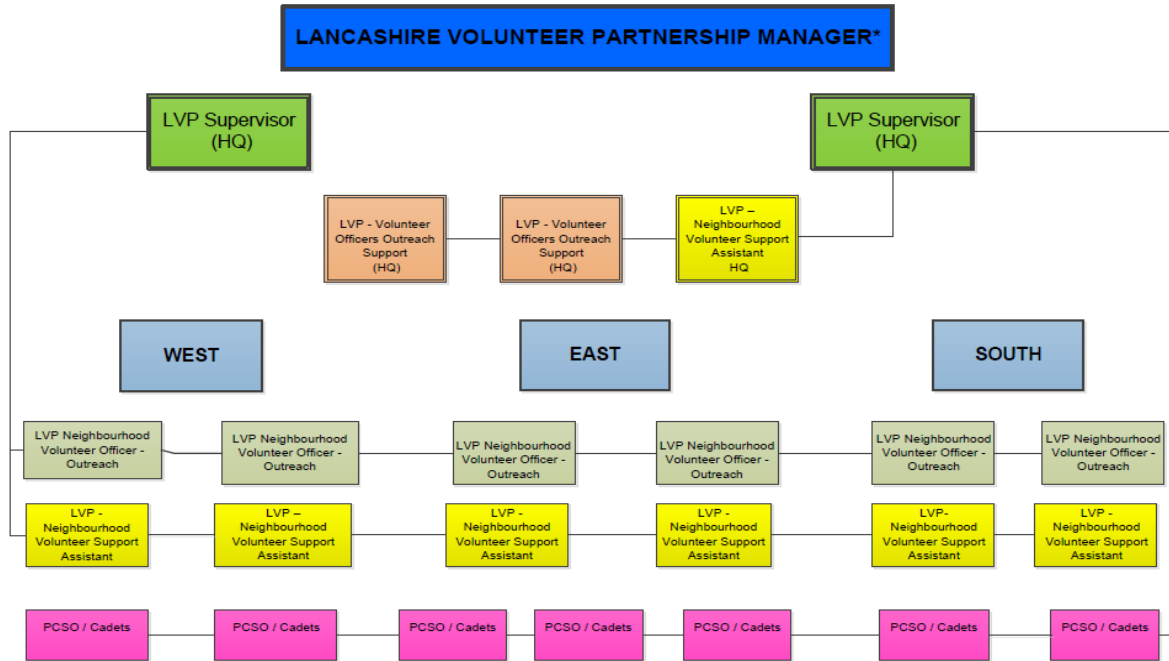 LANCASHIRE VOLUNTEER PARTNERSHIP MANAGER*
LVP Supervisor
(HQ)
LVP Supervisor
(HQ)
LVP - Volunteer
Officers Outreach
Support
(HQ)
LVP - Volunteer
Officers Outreach
Support
(HQ)
LVP –
Neighbourhood
Volunteer Support
Assistant
HQ
WEST
EAST
SOUTH
LVP Neighbourhood
Volunteer Officer -
Outreach
LVP Neighbourhood
Volunteer Officer -
Outreach
LVP Neighbourhood
Volunteer Officer -
Outreach
LVP Neighbourhood
Volunteer Officer -
Outreach
LVP Neighbourhood
Volunteer Officer -
Outreach
LVP Neighbourhood
Volunteer Officer -
Outreach
LVP -
Neighbourhood
Volunteer Support
Assistant
LVP –
Neighbourhood
Volunteer Support
Assistant
LVP -
Neighbourhood
Volunteer Support
Assistant
LVP -
Neighbourhood
Volunteer Support
Assistant
LVP-
Neighbourhood
Volunteer Support
Assistant
LVP -
Neighbourhood
Volunteer Support
Assistant
PCSO / Cadets
PCSO / Cadets
PCSO / Cadets
PCSO / Cadets
PCSO / Cadets
PCSO / Cadets
PCSO / Cadets